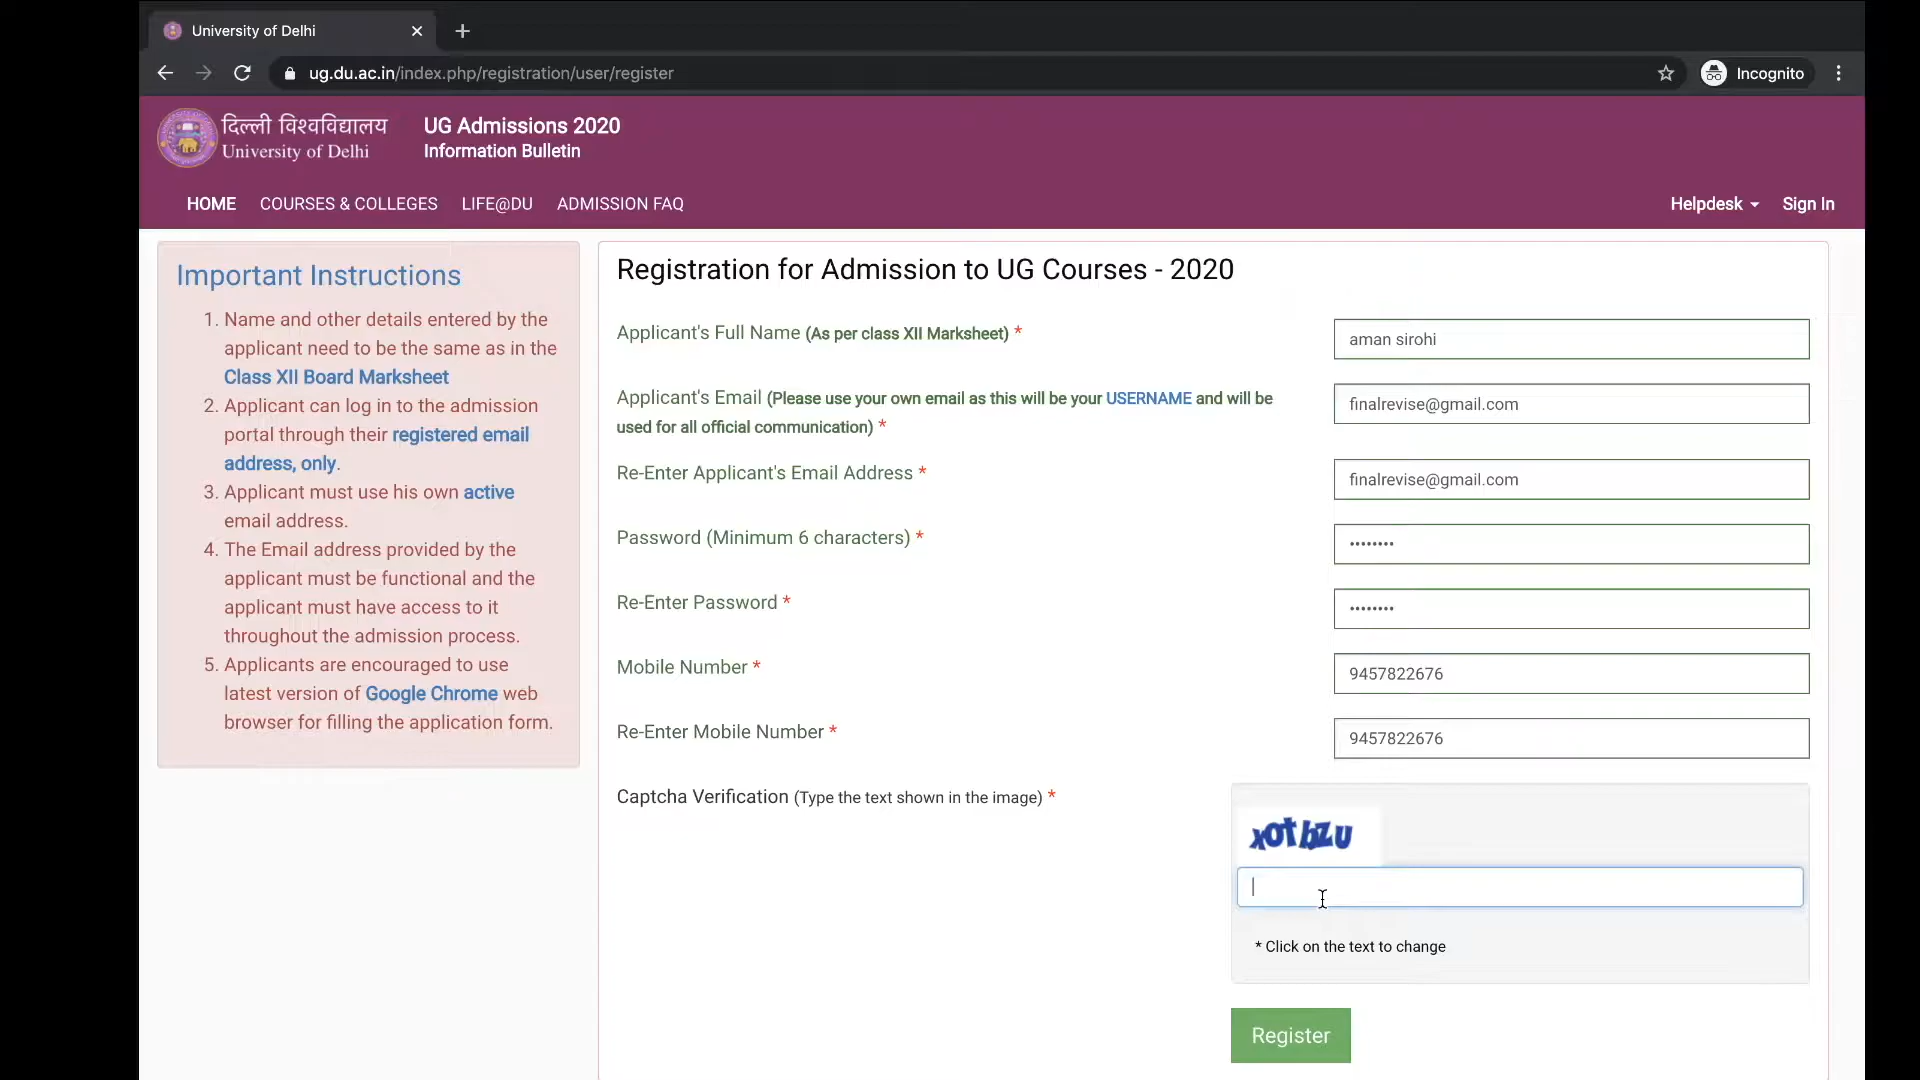 University of Delhi
ug.du.ac.in/index.php/registration/user/register
Incognito
दिल्ली विश्वविद्यालय
University of Delhi
UG Admissions 2020
Information Bulletin
HOME COURSES & COLLEGES LIFE@DU ADMISSION FAQ Helpdesk Sign In
Important Instructions
1. Name and other details entered by the
applicant need to be the same as in the
Class XII Board Marksheet
2. Applicant can log in to the admission
portal through their registered email
address, only.
3. Applicant must use his own active
email address.
4. The Email address provided by the
applicant must be functional and the
applicant must have access to it
throughout the admission process.
5. Applicants are encouraged to use
latest version of Google Chrome web
browser for filling the application form.
Registration for Admission to UG Courses - 2020
Applicant's Full Name (As per class XII Marksheet) *
aman sirohi
Applicant's Email (Please use your own email as this will be your USERNAME and will be
used for all official communication) *
finalrevise@gmail.com
Re-Enter Applicant's Email Address *
finalrevise@gmail.com
Password (Minimum 6 characters) *
••••••••
Re-Enter Password *
••••••••
Mobile Number *
9457822676
Re-Enter Mobile Number *
9457822676
Captcha Verification (Type the text shown in the image) *
xotbzu
* Click on the text to change
Register